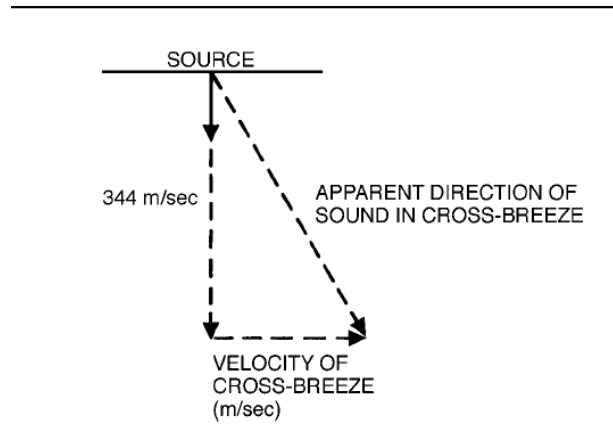 SOURCE
344 m/sec
APPARENT DIRECTION OF
SOUND IN CROSS-BREEZE
VELOCITY OF
CROSS-BREEZE
(m/sec)